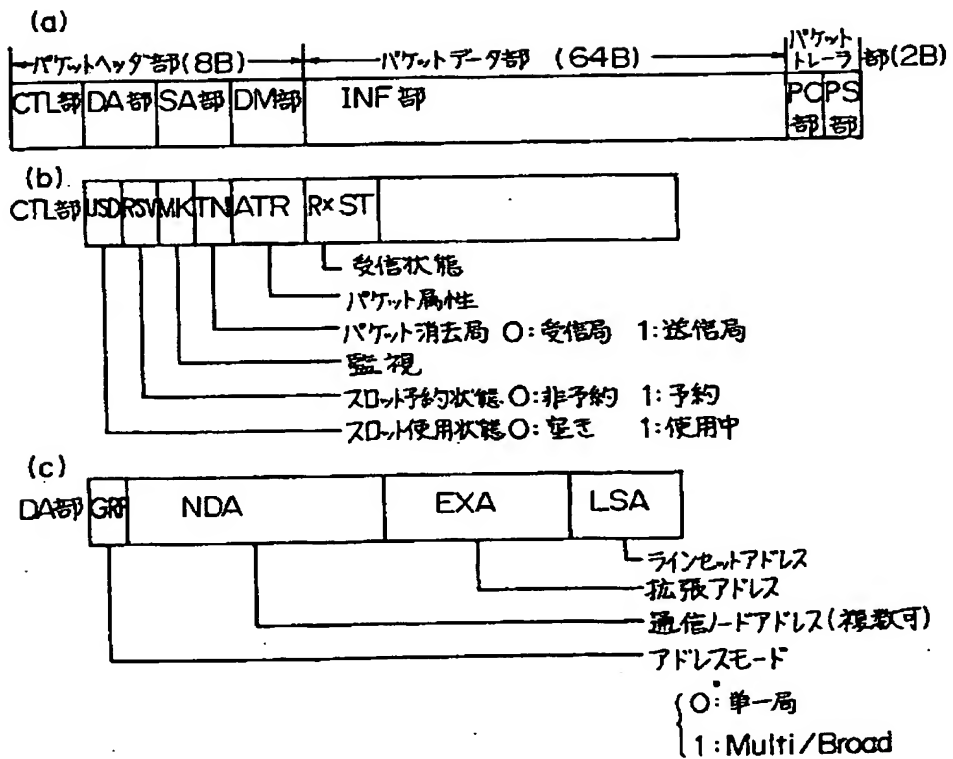 (a)
パケットヘッダ部(8B) パケットデータ部 (64B) パケットトレーラ部(2B)
CTL部 DA部 SA部 DM部 INF部 PC部 PS部
(b)
CTL部 USD RSV MK TN ATR R×ST
受信状態
パケット属性
パケット消去局 0:受信局 1:送信局
監視
スロット予約状態 0:非予約 1:予約
スロット使用状態 0:空き 1:使用中
(c)
DA部 GRP NDA EXA LSA
ラインセットアドレス
拡張アドレス
通信ノードアドレス(複数可)
アドレスモード
0:単一局
1:Multi/Broad